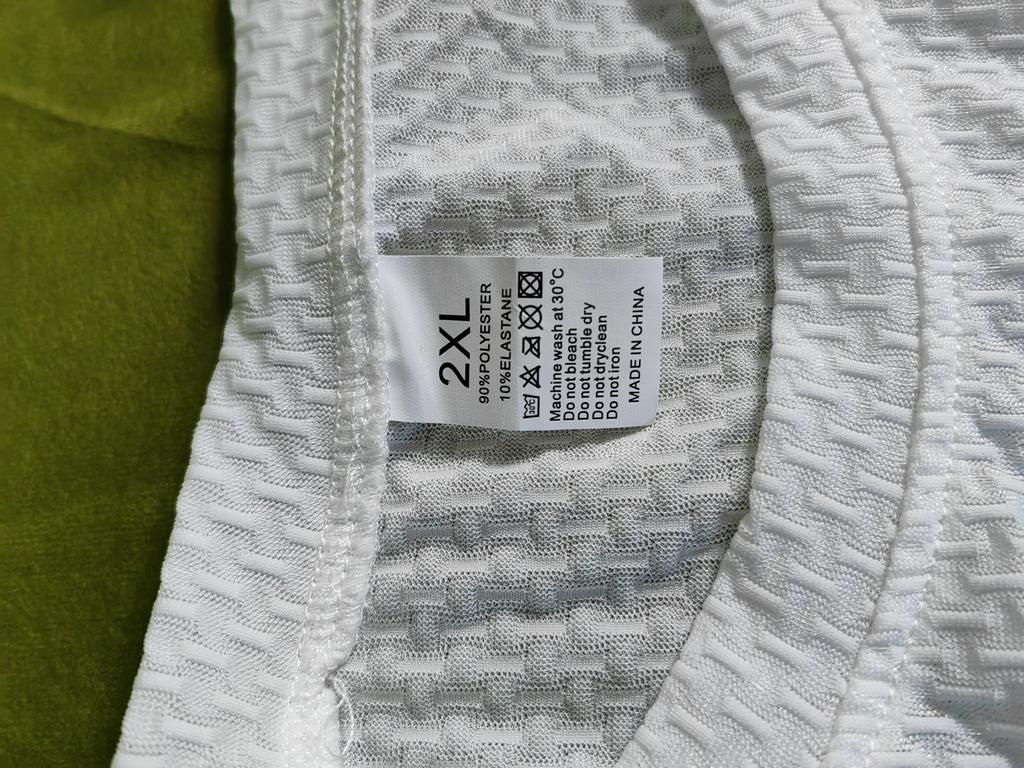 2XL
90%POLYESTER
10%ELASTANE
30°C
Machine wash at 30°C
Do not bleach
Do not tumble dry
Do not dryclean
Do not iron
MADE IN CHINA